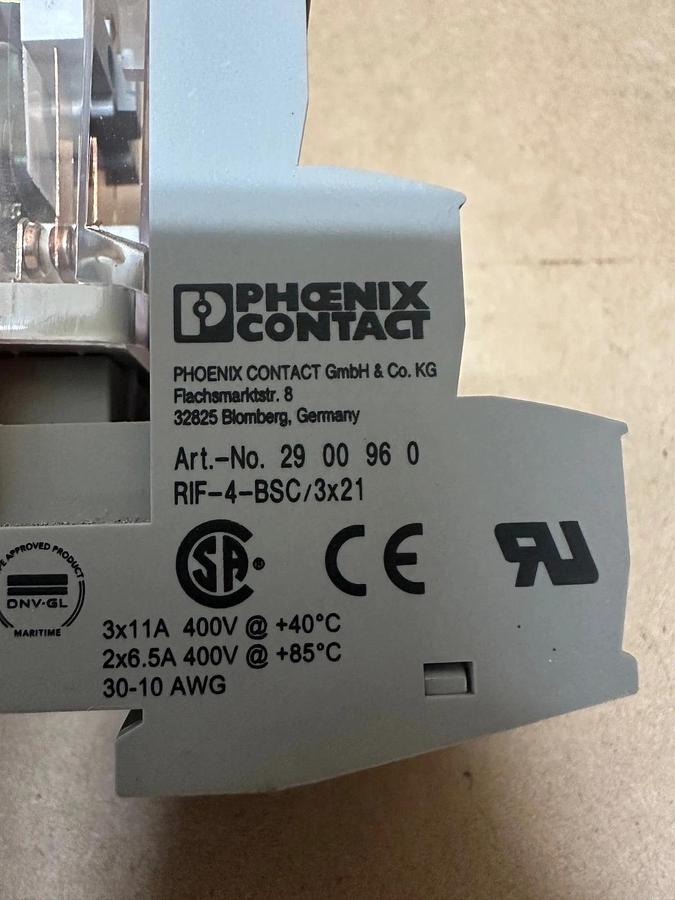 PHOENIX
CONTACT
PHOENIX CONTACT GmbH & Co. KG
Flachsmarktstr. 8
32825 Blomberg, Germany
Art.-No. 29 00 96 0
RIF-4-BSC/3x21
SA®
CE
RU
APPROVED PRODUCT
DNV·GL
MARITIME
3x11A 400V @ +40°C
2x6.5A 400V @ +85°C
30-10 AWG